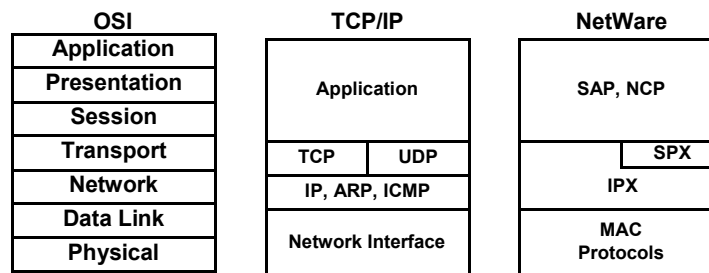 OSI
Application
Presentation
Session
Transport
Network
Data Link
Physical
TCP/IP
Application
TCP
UDP
IP, ARP, ICMP
Network Interface
NetWare
SAP, NCP
SPX
IPX
MAC
Protocols